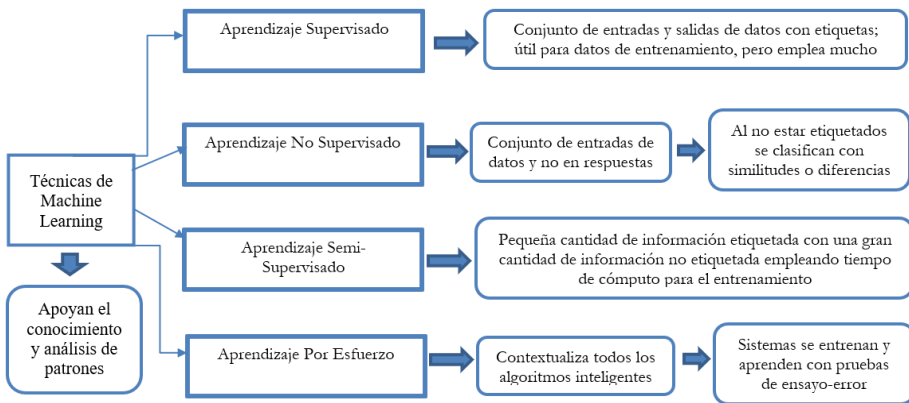 Aprendizaje Supervisado
Conjunto de entradas y salidas de datos con etiquetas;
útil para datos de entrenamiento, pero emplea mucho
Aprendizaje No Supervisado
Conjunto de entradas de
datos y no en respuestas
Al no estar etiquetados
se clasifican con
similitudes o diferencias
Técnicas de
Machine
Learning
Aprendizaje Semi-
Supervisado
Pequeña cantidad de información etiquetada con una gran
cantidad de información no etiquetada empleando tiempo
de cómputo para el entrenamiento
Apoyan el
conocimiento
y análisis de
patrones
Aprendizaje Por Esfuerzo
Contextualiza todos los
algoritmos inteligentes
Sistemas se entrenan y
aprenden con pruebas
de ensayo-error